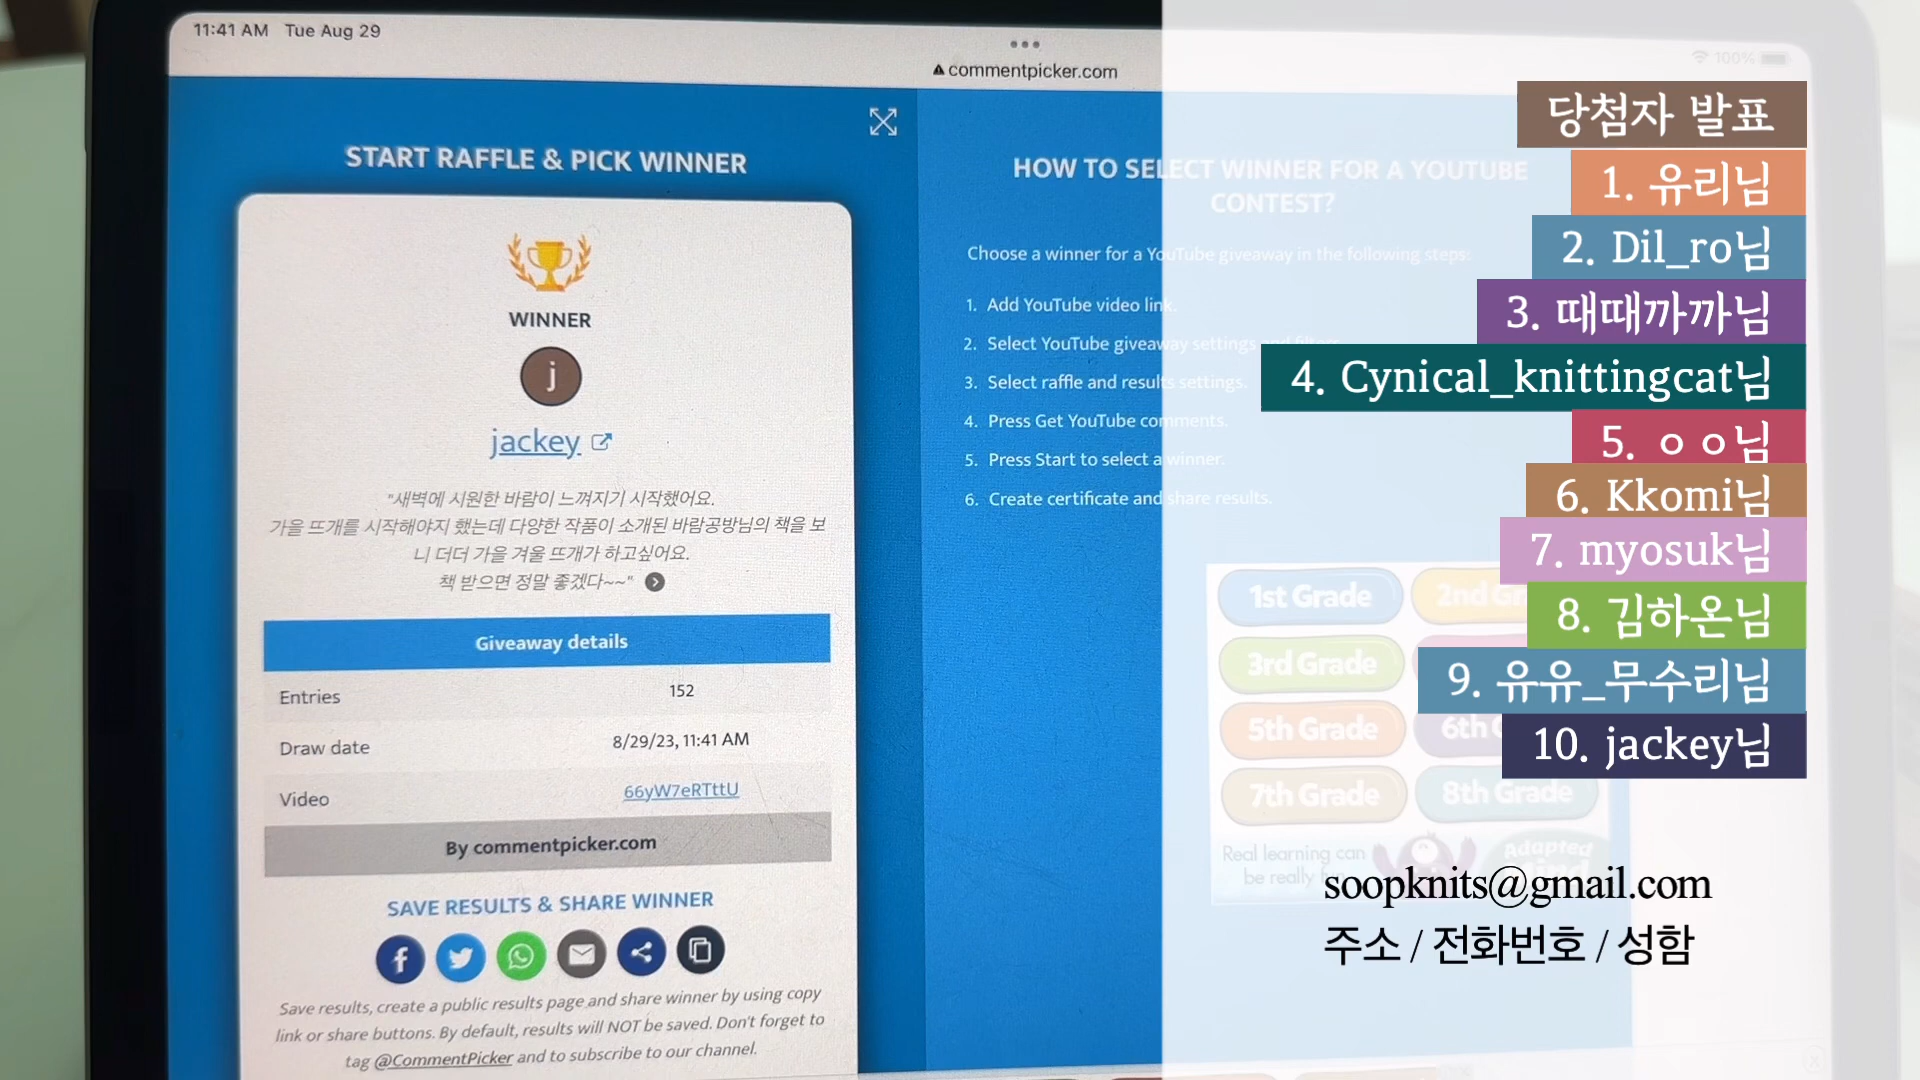 11:41 AM Tue Aug 29
commentpicker.com
100%
START RAFFLE & PICK WINNER
WINNER
j
jackey
"새벽에 시원한 바람이 느껴지기 시작했어요.
가을 뜨개를 시작해야지 했는데 다양한 작품이 소개된 바람공방님의 책을 보
니 더더 가을 겨울 뜨개가 하고싶어요.
책 받으면 정말 좋겠다~~"
Giveaway details
Entries 152
Draw date 8/29/23, 11:41 AM
Video 66yW7eRTttU
By commentpicker.com
SAVE RESULTS & SHARE WINNER
Save results, create a public results page and share winner by using copy
link or share buttons. By default, results will NOT be saved. Don't forget to
tag @CommentPicker and to subscribe to our channel.
HOW TO SELECT WINNER FOR A YOUTUBE
CONTEST?
Choose a winner for a YouTube giveaway in the following steps:
1. Add YouTube video link.
2. Select YouTube giveaway settings and filters.
3. Select raffle and results settings.
4. Press Get YouTube comments.
5. Press Start to select a winner.
6. Create certificate and share results.
1st Grade 2nd Gr
3rd Grade
5th Grade 6th
7th Grade 8th Grade
Real learning can
be really
Adapted
당첨자 발표
1. 유리님
2. Dil_ro님
3. 때때까까님
4. Cynical_knittingcat님
5. ㅇㅇ님
6. Kkomi님
7. myosuk님
8. 김하온님
9. 유유_무수리님
10. jackey님
soopknits@gmail.com
주소 / 전화번호 / 성함